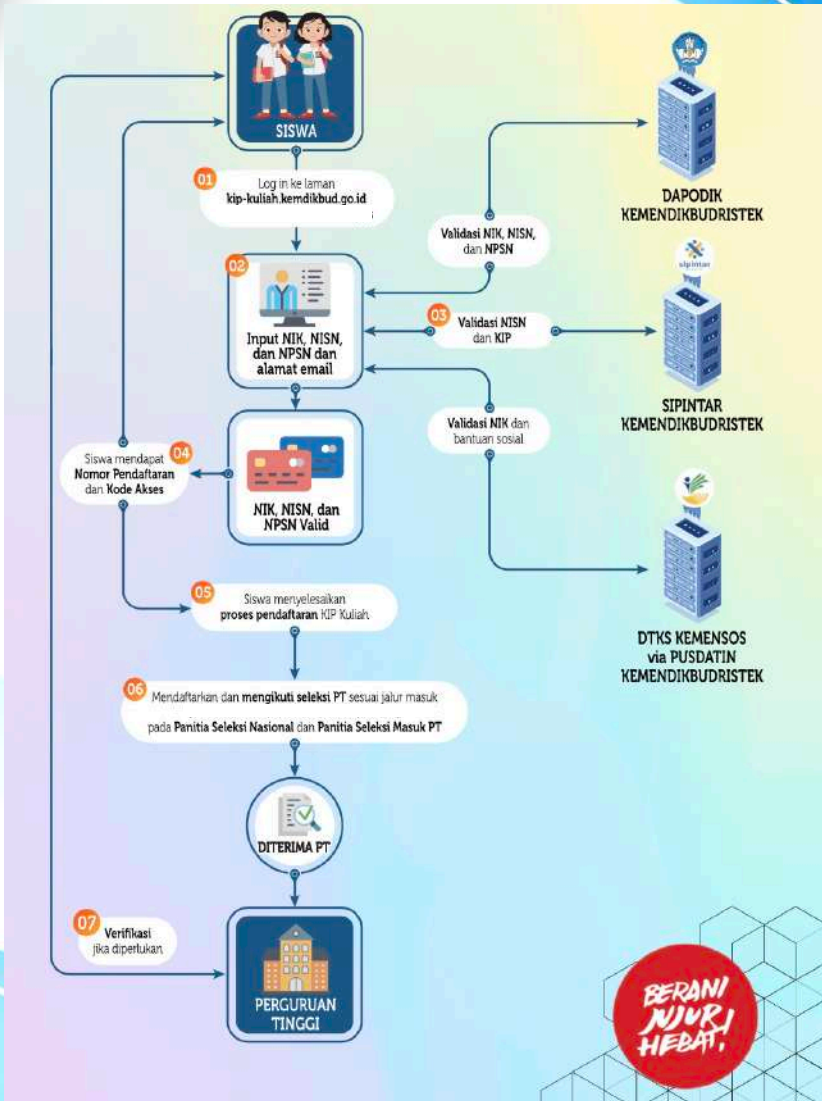 SISWA
01
Log in ke laman
kip-kuliah.kemdikbud.go.id
DAPODIK
KEMENDIKBUDRISTEK
Validasi NIK, NISN,
dan NPSN
02
Input NIK, NISN,
dan NPSN dan
alamat email
03
Validasi NISN
dan KIP
sipintar
SIPINTAR
KEMENDIKBUDRISTEK
Validasi NIK dan
bantuan sosial
04
Siswa mendapat
Nomor Pendaftaran
dan Kode Akses
NIK, NISN, dan
NPSN Valid
DTKS KEMENSOS
via PUSDATIN
KEMENDIKBUDRISTEK
05
Siswa menyelesaikan
proses pendaftaran KIP Kuliah
06
Mendaftarkan dan mengikuti seleksi PT sesuai jalur masuk
pada Panitia Seleksi Nasional dan Panitia Seleksi Masuk PT
DITERIMA PT
07
Verifikasi
jika diperlukan
PERGURUAN
TINGGI
BERANI
JUJUR
HEBAT!